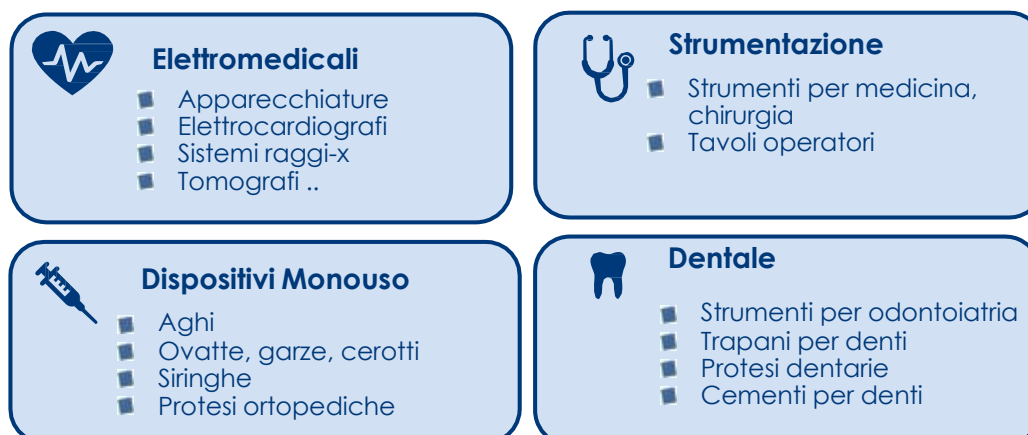 Elettromedicali
Apparecchiature
Elettrocardiografi
Sistemi raggi-x
Tomografi ..
Strumentazione
Strumenti per medicina,
chirurgia
Tavoli operatori
Dispositivi Monouso
Aghi
Ovatte, garze, cerotti
Siringhe
Protesi ortopediche
Dentale
Strumenti per odontoiatria
Trapani per denti
Protesi dentarie
Cementi per denti